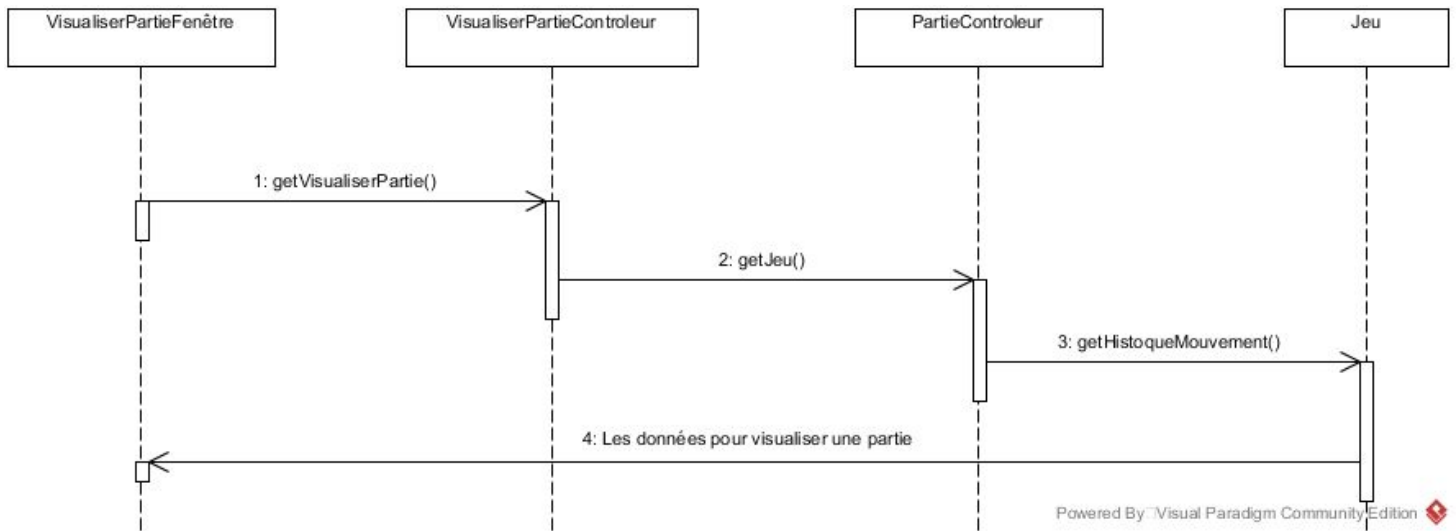 VisualiserPartieFenêtre
VisualiserPartieControleur
PartieControleur
Jeu
1: getVisualiserPartie()
2: getJeu()
3: getHistoqueMouvement()
4: Les données pour visualiser une partie
Powered By Visual Paradigm Community Edition